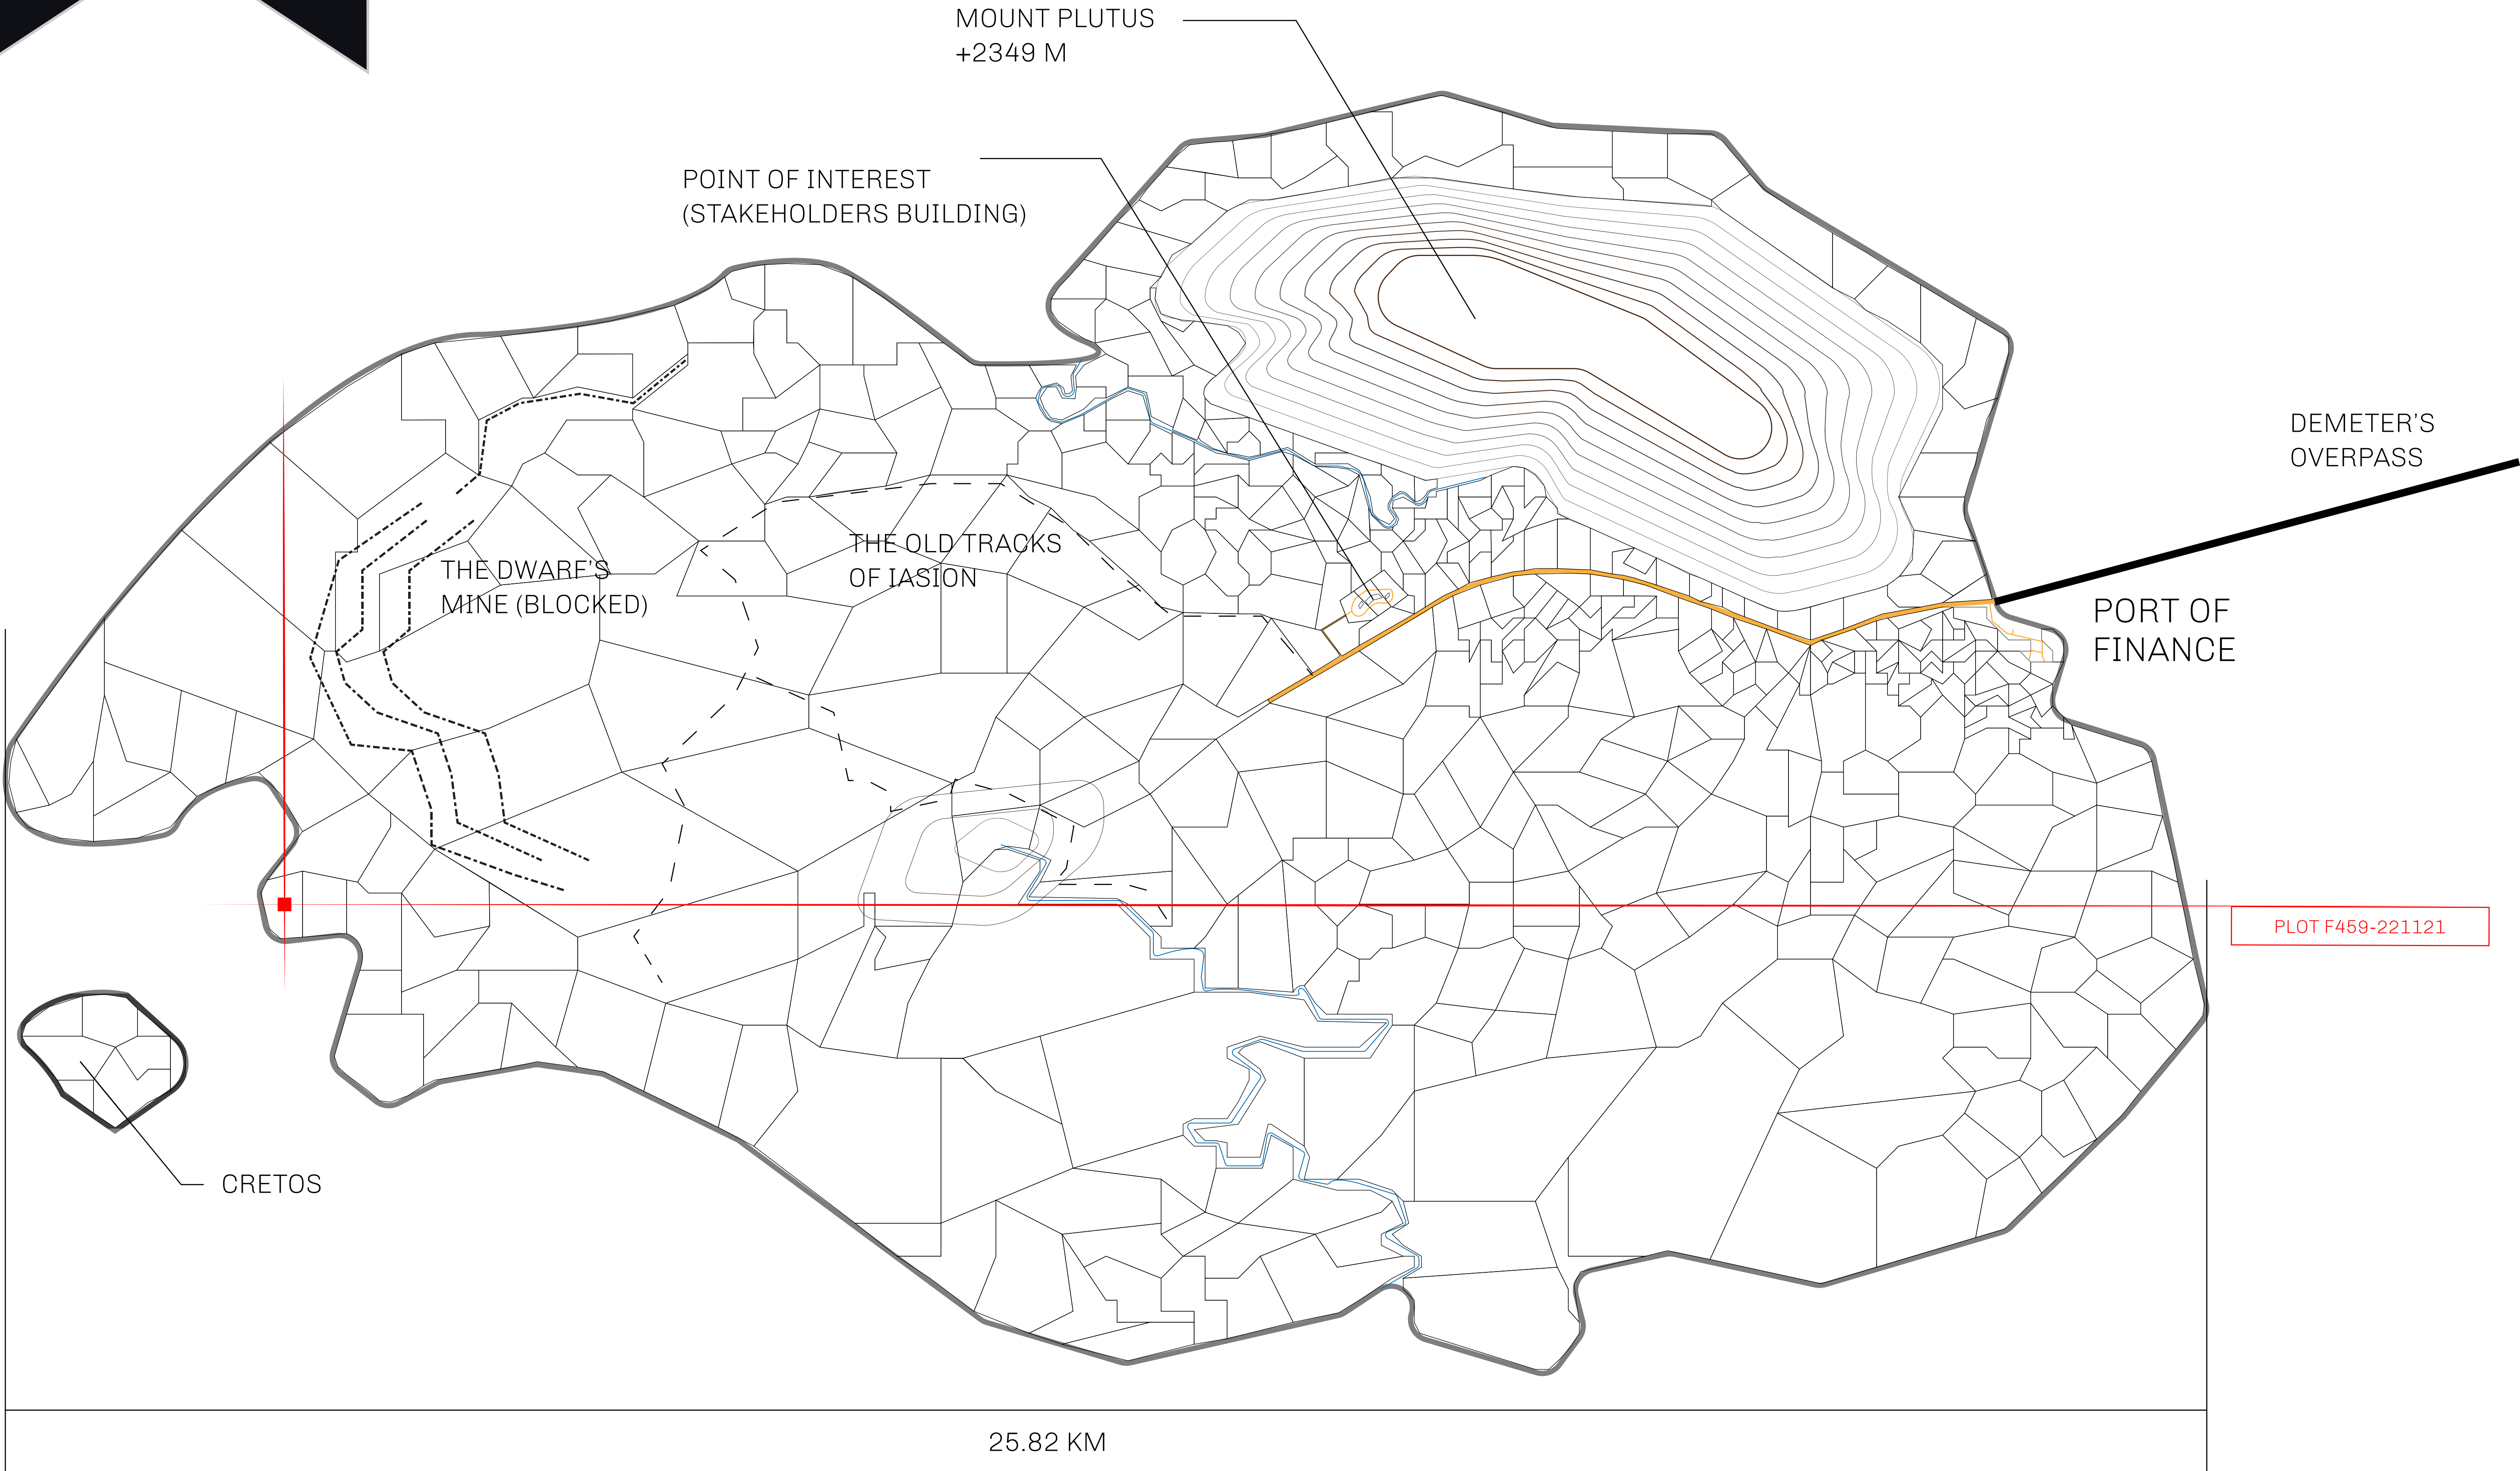 MOUNT PLUTUS
+2349 M
POINT OF INTEREST
(STAKEHOLDERS BUILDING)
DEMETER'S
OVERPASS
THE OLD TRACKS
OF IASION
THE DWARF'S
MINE (BLOCKED)
PORT OF
FINANCE
PLOT F459-221121
CRETOS
25.82 KM